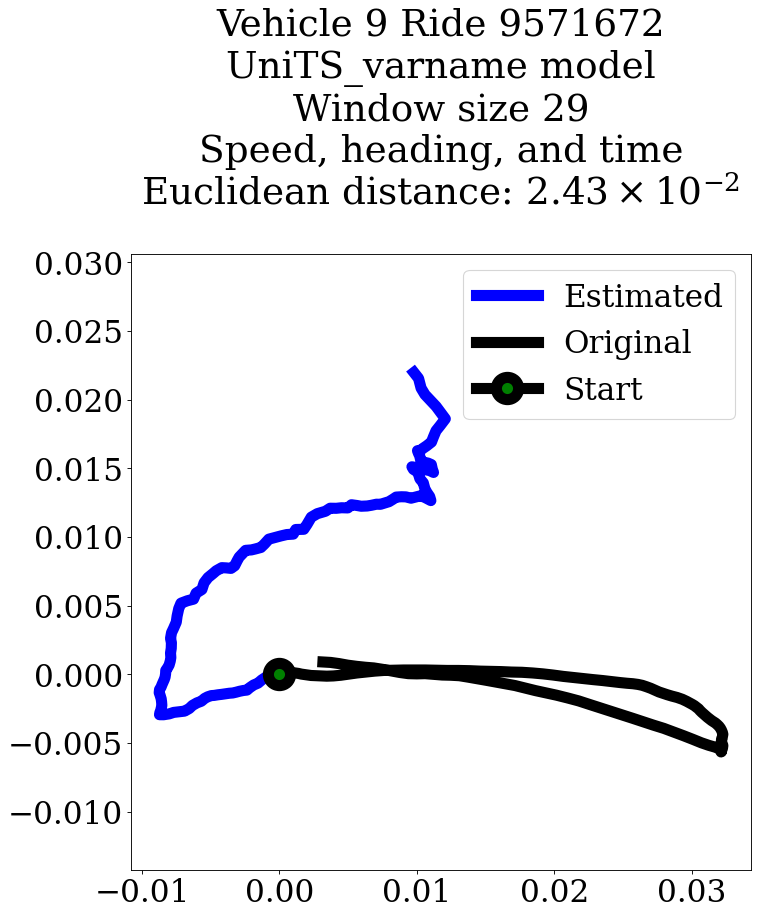 Vehicle 9 Ride 9571672
UniTS_varname model
Window size 29
Speed, heading, and time
Euclidean distance: 2.43 × 10⁻²
0.030
0.025
0.020
0.015
0.010
0.005
0.000
−0.005
−0.010
Estimated
Original
Start
−0.01 0.00 0.01 0.02 0.03